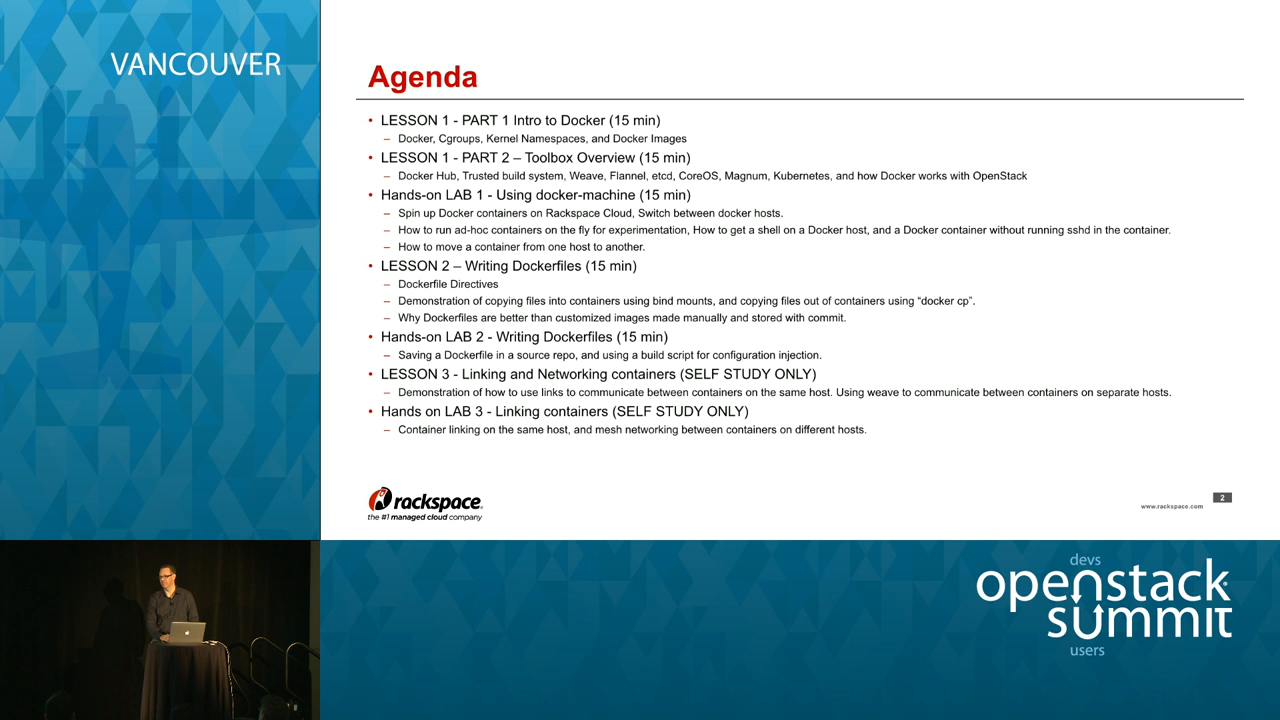 VANCOUVER
Agenda
• LESSON 1 - PART 1 Intro to Docker (15 min)
– Docker, Cgroups, Kernel Namespaces, and Docker Images
• LESSON 1 - PART 2 – Toolbox Overview (15 min)
– Docker Hub, Trusted build system, Weave, Flannel, etcd, CoreOS, Magnum, Kubernetes, and how Docker works with OpenStack
• Hands-on LAB 1 - Using docker-machine (15 min)
– Spin up Docker containers on Rackspace Cloud, Switch between docker hosts.
– How to run ad-hoc containers on the fly for experimentation, How to get a shell on a Docker host, and a Docker container without running sshd in the container.
– How to move a container from one host to another.
• LESSON 2 – Writing Dockerfiles (15 min)
– Dockerfile Directives
– Demonstration of copying files into containers using bind mounts, and copying files out of containers using “docker cp”.
– Why Dockerfiles are better than customized images made manually and stored with commit.
• Hands-on LAB 2 - Writing Dockerfiles (15 min)
– Saving a Dockerfile in a source repo, and using a build script for configuration injection.
• LESSON 3 - Linking and Networking containers (SELF STUDY ONLY)
– Demonstration of how to use links to communicate between containers on the same host. Using weave to communicate between containers on separate hosts.
• Hands on LAB 3 - Linking containers (SELF STUDY ONLY)
– Container linking on the same host, and mesh networking between containers on different hosts.
rackspace®
the #1 managed cloud company
2
www.rackspace.com
devs
openstack®
summit
users